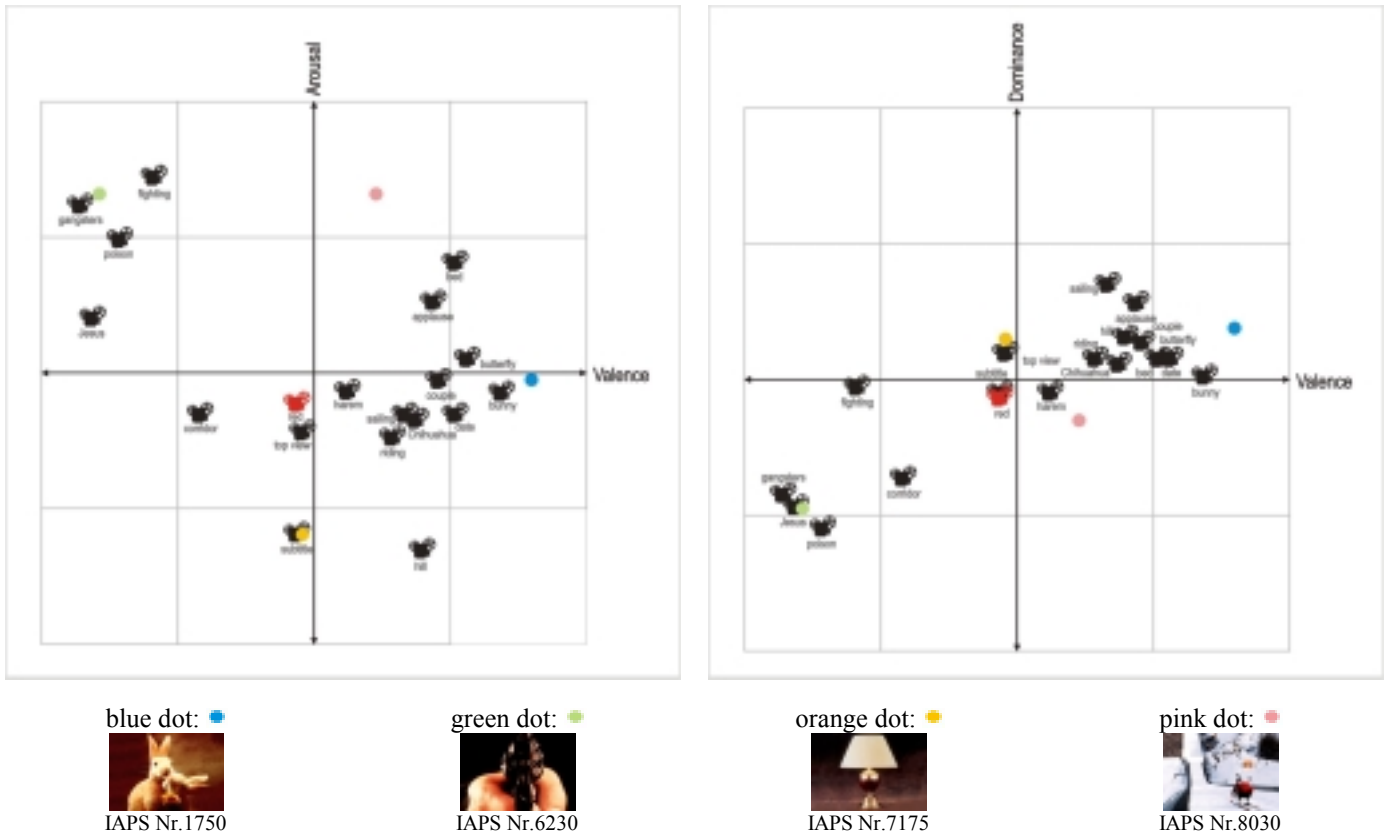 Arousal
fighting
gangsters
poison
Jesus
bed
applause
butterfly
Valence
couple
bunny
harem
red
corridor
sailing
date
Chihuahua
top view
riding
subtitle
hill
Dominance
sailing
applause
hill
couple
riding
butterfly
top view
subtitle
Chihuahua
bed
date
Valence
bunny
fighting
red
harem
gangsters
corridor
Jesus
poison
blue dot:
green dot:
orange dot:
pink dot:
IAPS Nr.1750
IAPS Nr.6230
IAPS Nr.7175
IAPS Nr.8030